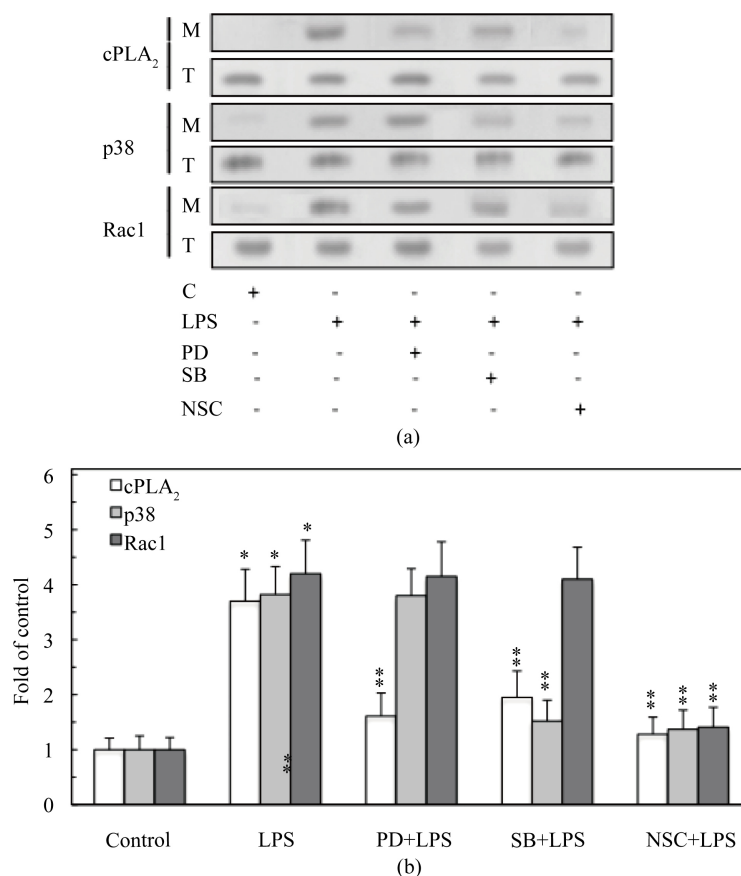 M
cPLA2
T
M
p38
T
M
Rac1
T
C + - - - -
LPS - + + + +
PD - - + - -
SB - - - + -
NSC - - - - +
(a)
6
cPLA2
p38
5
Rac1
* * *
4
Fold of control
3
** ** **
2
** ** **
1
**
0
Control LPS PD+LPS SB+LPS NSC+LPS
(b)